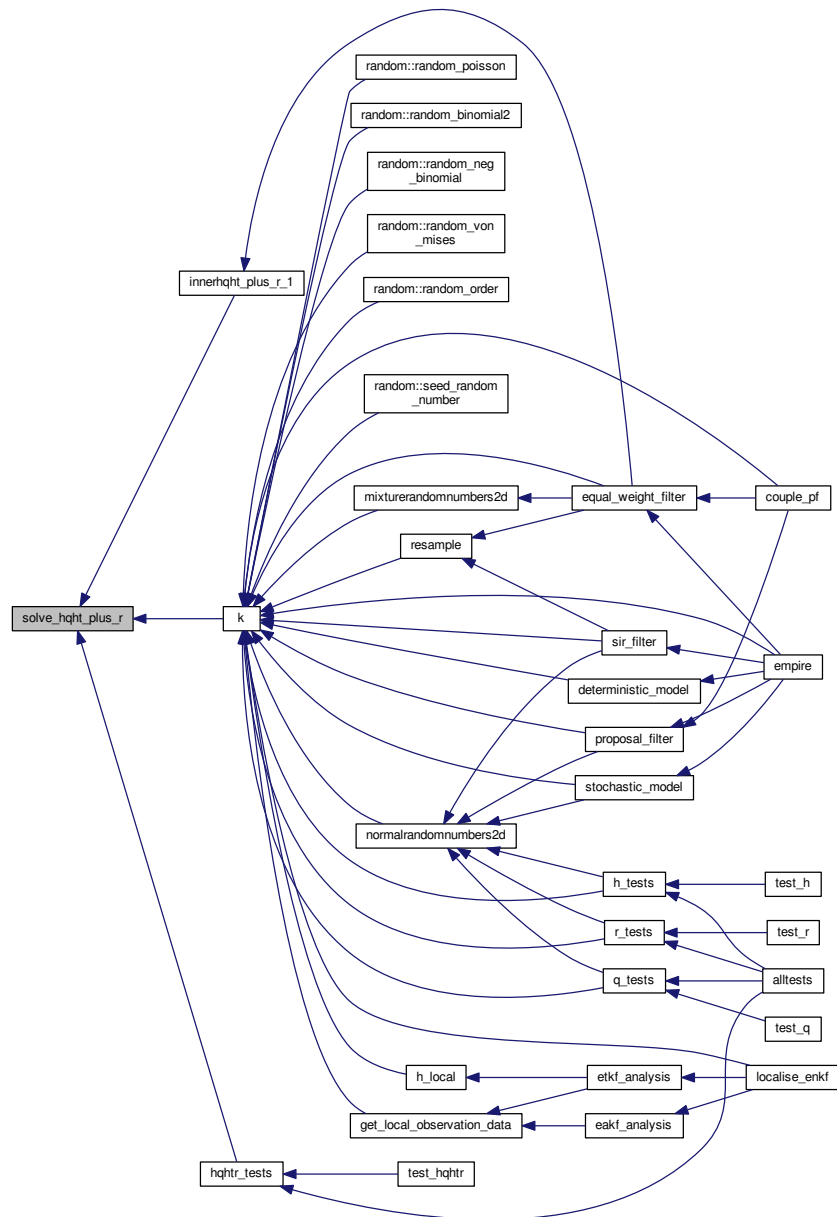 random::random_poisson
random::random_binomial2
random::random_neg
_binomial
random::random_von
_mises
innerhqht_plus_r_1
random::random_order
random::seed_random
_number
mixturerandomnumbers2d
equal_weight_filter
couple_pf
resample
solve_hqht_plus_r
k
sir_filter
empire
deterministic_model
proposal_filter
stochastic_model
normalrandomnumbers2d
h_tests
test_h
r_tests
test_r
q_tests
alltests
test_q
h_local
etkf_analysis
localise_enkf
get_local_observation_data
eakf_analysis
hqhtr_tests
test_hqhtr